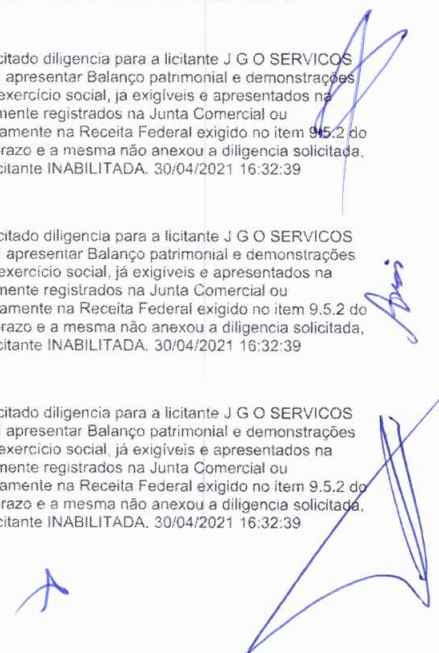 citado diligencia para a licitante J G O SERVICOS
apresentar Balanço patrimonial e demonstrações
exercício social, já exigíveis e apresentados na
mente registrados na Junta Comercial ou
amente na Receita Federal exigido no item 9.5.2 do
razo e a mesma não anexou a diligencia solicitada,
citante INABILITADA. 30/04/2021 16:32:39
citado diligencia para a licitante J G O SERVICOS
apresentar Balanço patrimonial e demonstrações
exercício social, já exigíveis e apresentados na
mente registrados na Junta Comercial ou
amente na Receita Federal exigido no item 9.5.2 do
razo e a mesma não anexou a diligencia solicitada,
citante INABILITADA. 30/04/2021 16:32:39
citado diligencia para a licitante J G O SERVICOS
apresentar Balanço patrimonial e demonstrações
exercício social, já exigíveis e apresentados na
mente registrados na Junta Comercial ou
amente na Receita Federal exigido no item 9.5.2 do
razo e a mesma não anexou a diligencia solicitada,
citante INABILITADA. 30/04/2021 16:32:39